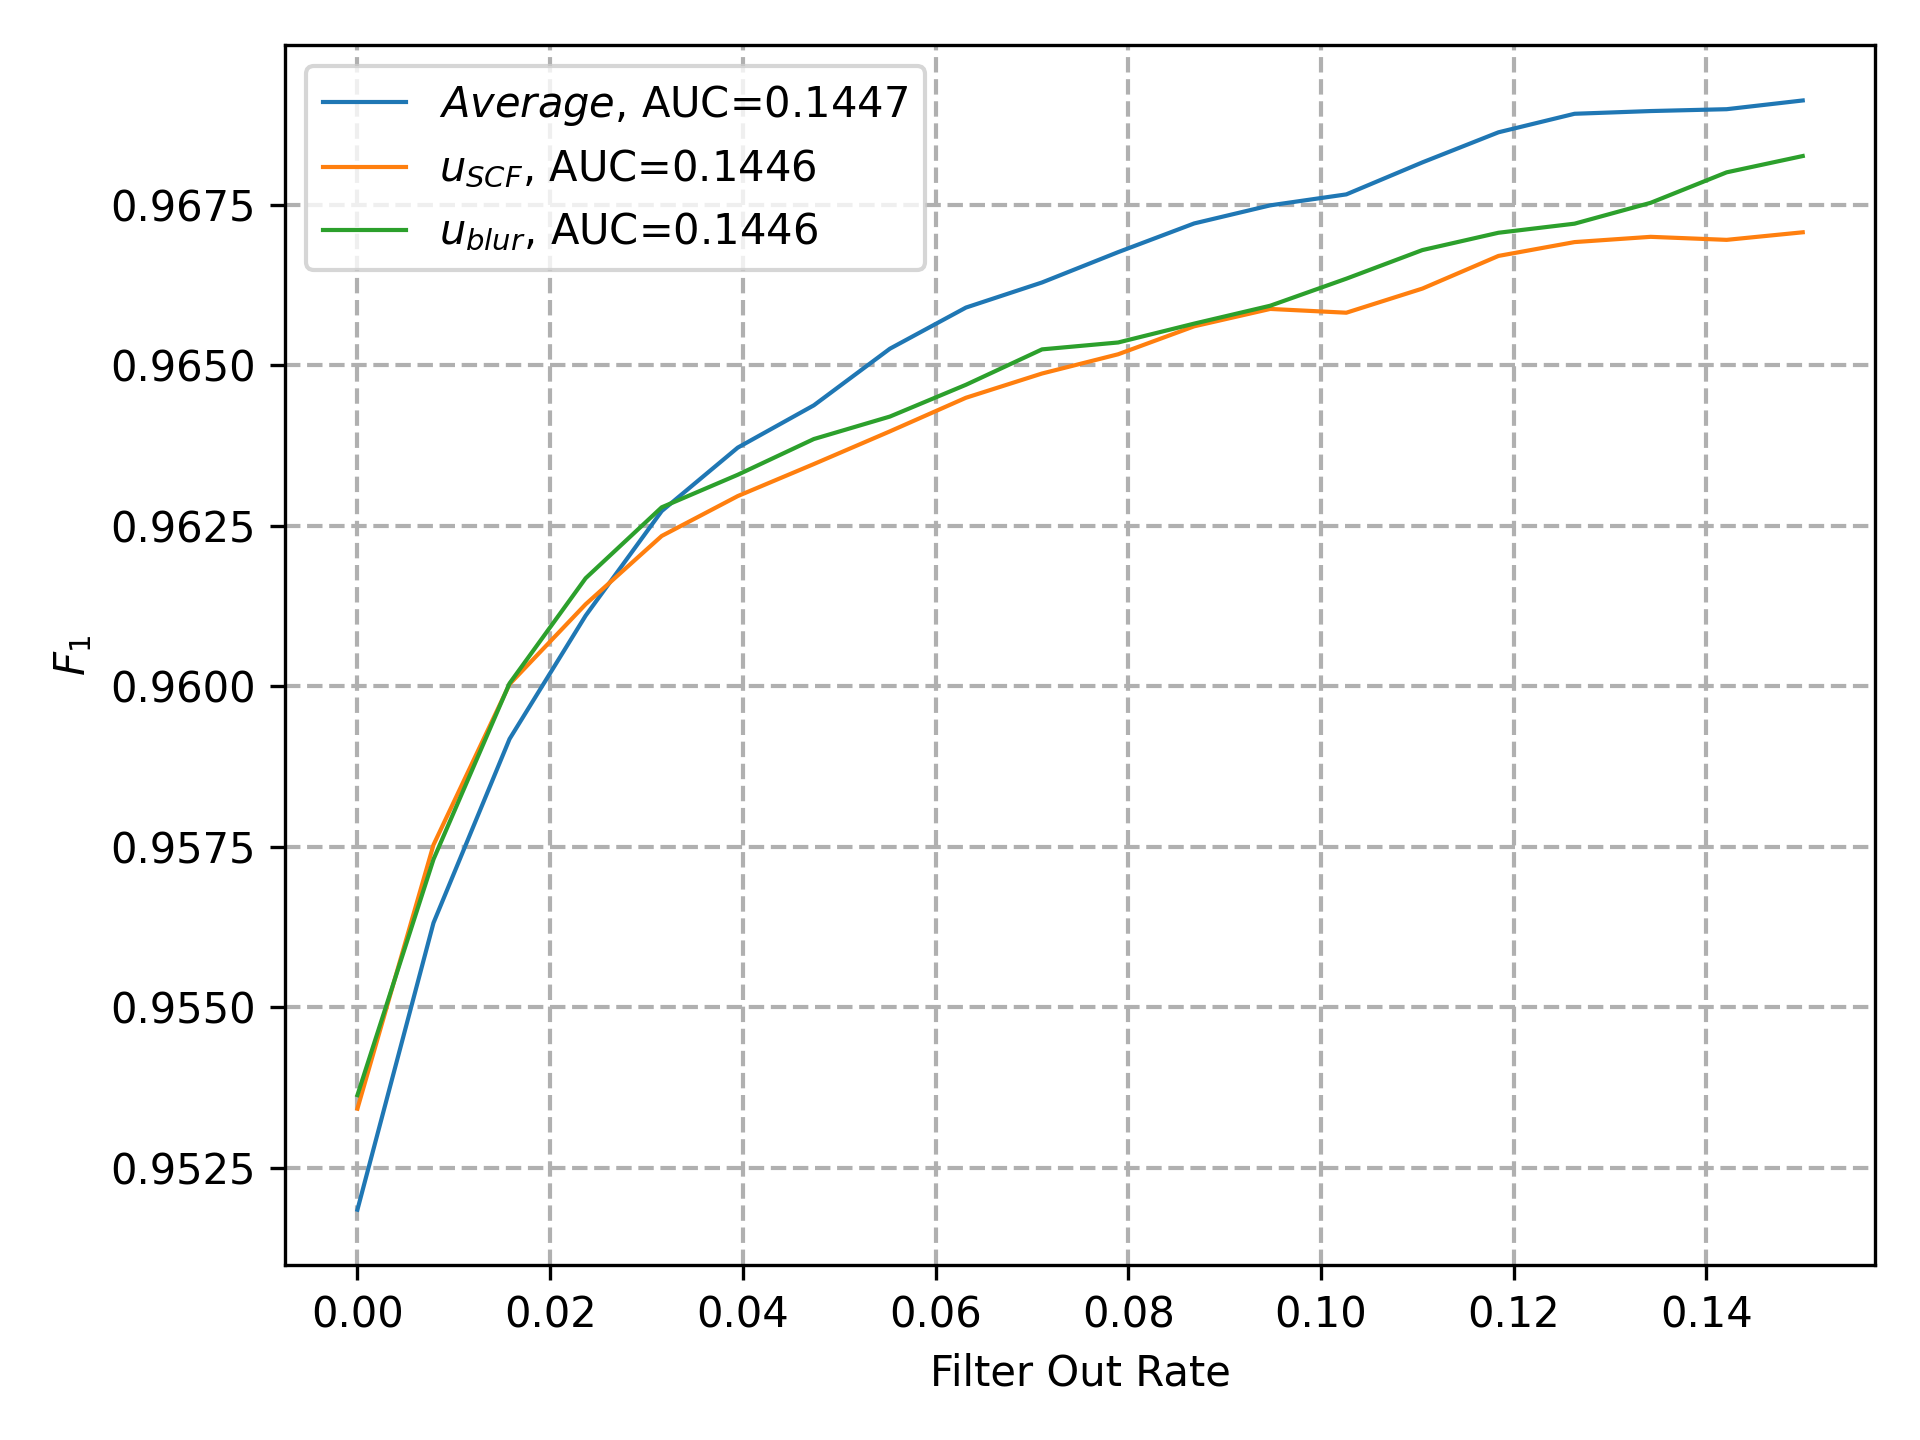 Average, AUC=0.1447
u_SCF, AUC=0.1446
u_blur, AUC=0.1446
0.9675
0.9650
0.9625
0.9600
0.9575
0.9550
0.9525
F₁
0.00 0.02 0.04 0.06 0.08 0.10 0.12 0.14
Filter Out Rate